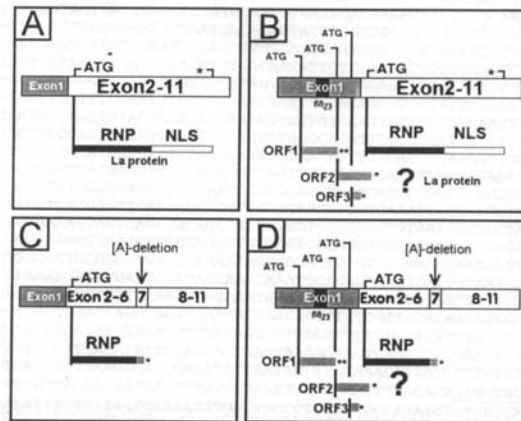 A
ATG
*
*
Exon1
Exon2-11
RNP
NLS
La protein
B
ATG
ATG
ATG
ATG
Exon1
Exon2-11
RNP
NLS
La protein
ORF1
**
ORF2
*
ORF3
*
?
C
[A]-deletion
ATG
Exon1
Exon 2-6
7
8-11
RNP
*
D
ATG
ATG
ATG
[A]-deletion
ATG
Exon1
Exon 2-6
7
8-11
RNP
*
ORF1
**
ORF2
*
ORF3
*
?